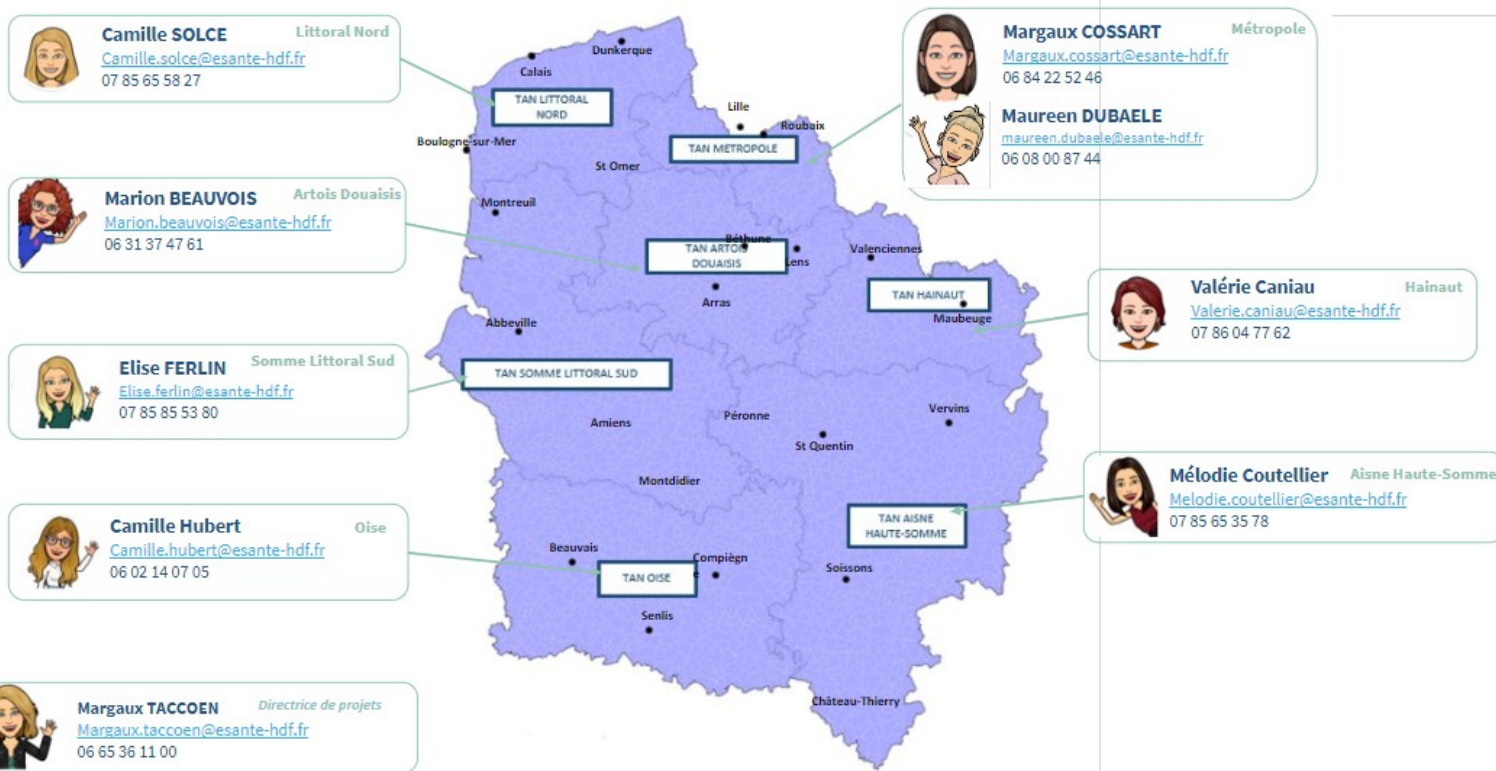 Camille SOLCE
Littoral Nord
Camille.solce@esante-hdf.fr
07 85 65 58 27
Marion BEAUVOIS
Artois Douaisis
Marion.beauvois@esante-hdf.fr
06 31 37 47 61
Elise FERLIN
Somme Littoral Sud
Elise.ferlin@esante-hdf.fr
07 85 85 53 80
Camille Hubert
Oise
Camille.hubert@esante-hdf.fr
06 02 14 07 05
Margaux TACCOEN
Directrice de projets
Margaux.taccoen@esante-hdf.fr
06 65 36 11 00
Dunkerque
Calais
TAN LITTORAL
NORD
Lille
Roubaix
Boulogne-sur-Mer
TAN METROPOLE
St Omer
Montreuil
Béthune
TAN ARTOIS
DOUAISIS
Lens
Valenciennes
Arras
TAN HAINAUT
Maubeuge
Abbeville
TAN SOMME LITTORAL SUD
Amiens
Péronne
Vervins
St Quentin
Montdidier
TAN AISNE
HAUTE-SOMME
Beauvais
Compiègn
e
TAN OISE
Soissons
Senlis
Château-Thierry
Margaux COSSART
Métropole
Margaux.cossart@esante-hdf.fr
06 84 22 52 46
Maureen DUBAELE
maureen.dubaele@esante-hdf.fr
06 08 00 87 44
Valérie Caniau
Hainaut
Valerie.caniau@esante-hdf.fr
07 86 04 77 62
Mélodie Coutellier
Aisne Haute-Somme
Melodie.coutellier@esante-hdf.fr
07 85 65 35 78